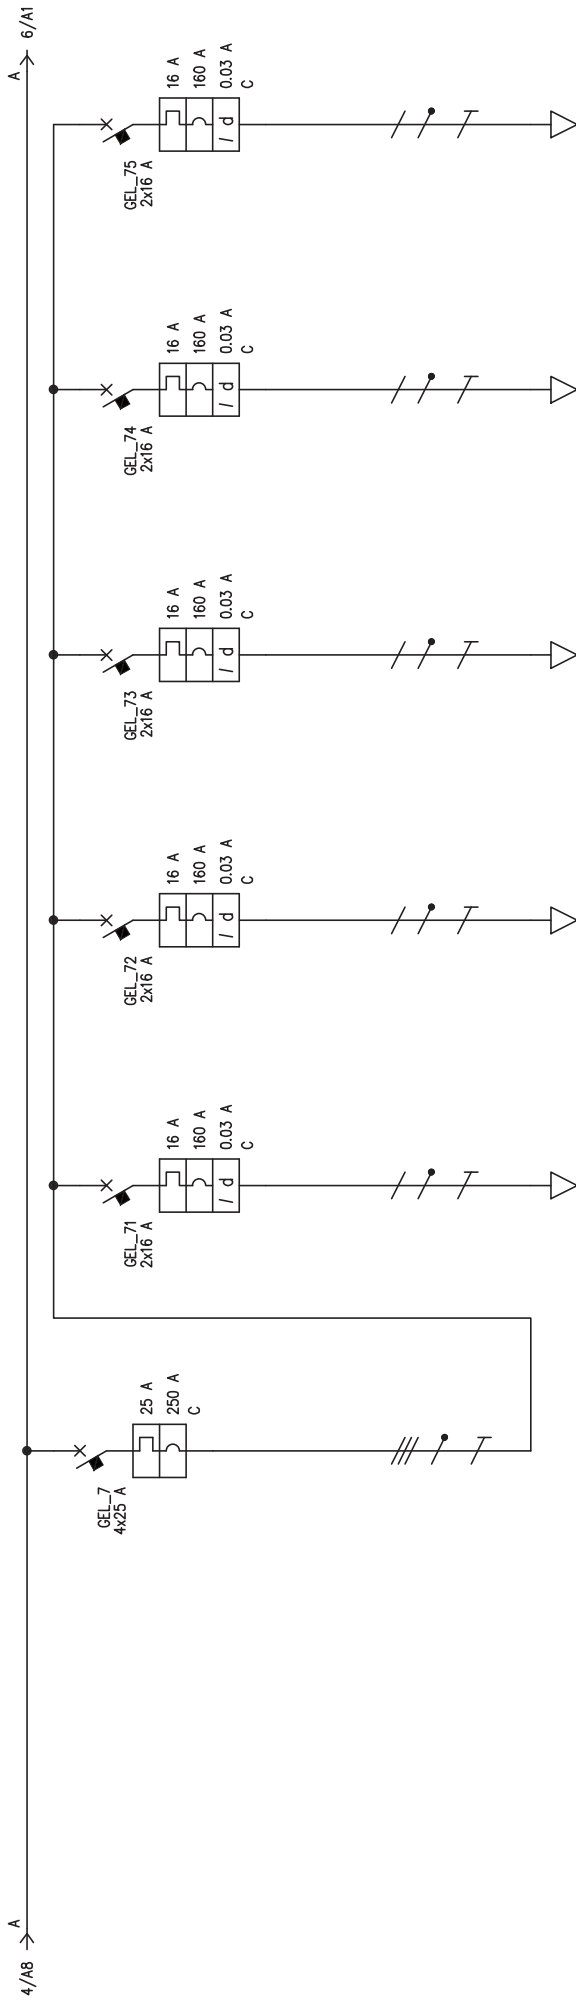 4/A8
A
A
6/A1
GEL_7
4x25 A
25 A
250 A
C
GEL_71
2x16 A
16 A
160 A
0.03 A
C
I d
GEL_72
2x16 A
16 A
160 A
0.03 A
C
I d
GEL_73
2x16 A
16 A
160 A
0.03 A
C
I d
GEL_74
2x16 A
16 A
160 A
0.03 A
C
I d
GEL_75
2x16 A
16 A
160 A
0.03 A
C
I d